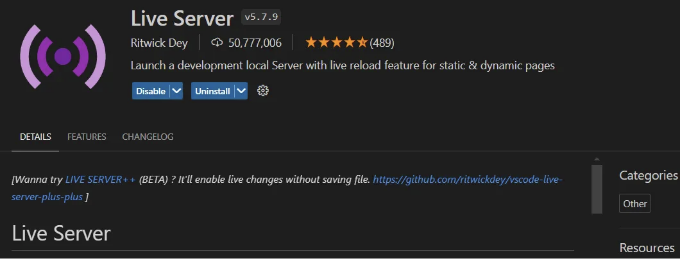 Live Server v5.7.9
Ritwick Dey 50,777,006 (489)
Launch a development local Server with live reload feature for static & dynamic pages
Disable Uninstall
DETAILS FEATURES CHANGELOG
[Wanna try LIVE SERVER++ (BETA) ? It'll enable live changes without saving file. https://github.com/ritwickdey/vscode-live-
server-plus-plus ]
Categories
Other
Live Server
Resources